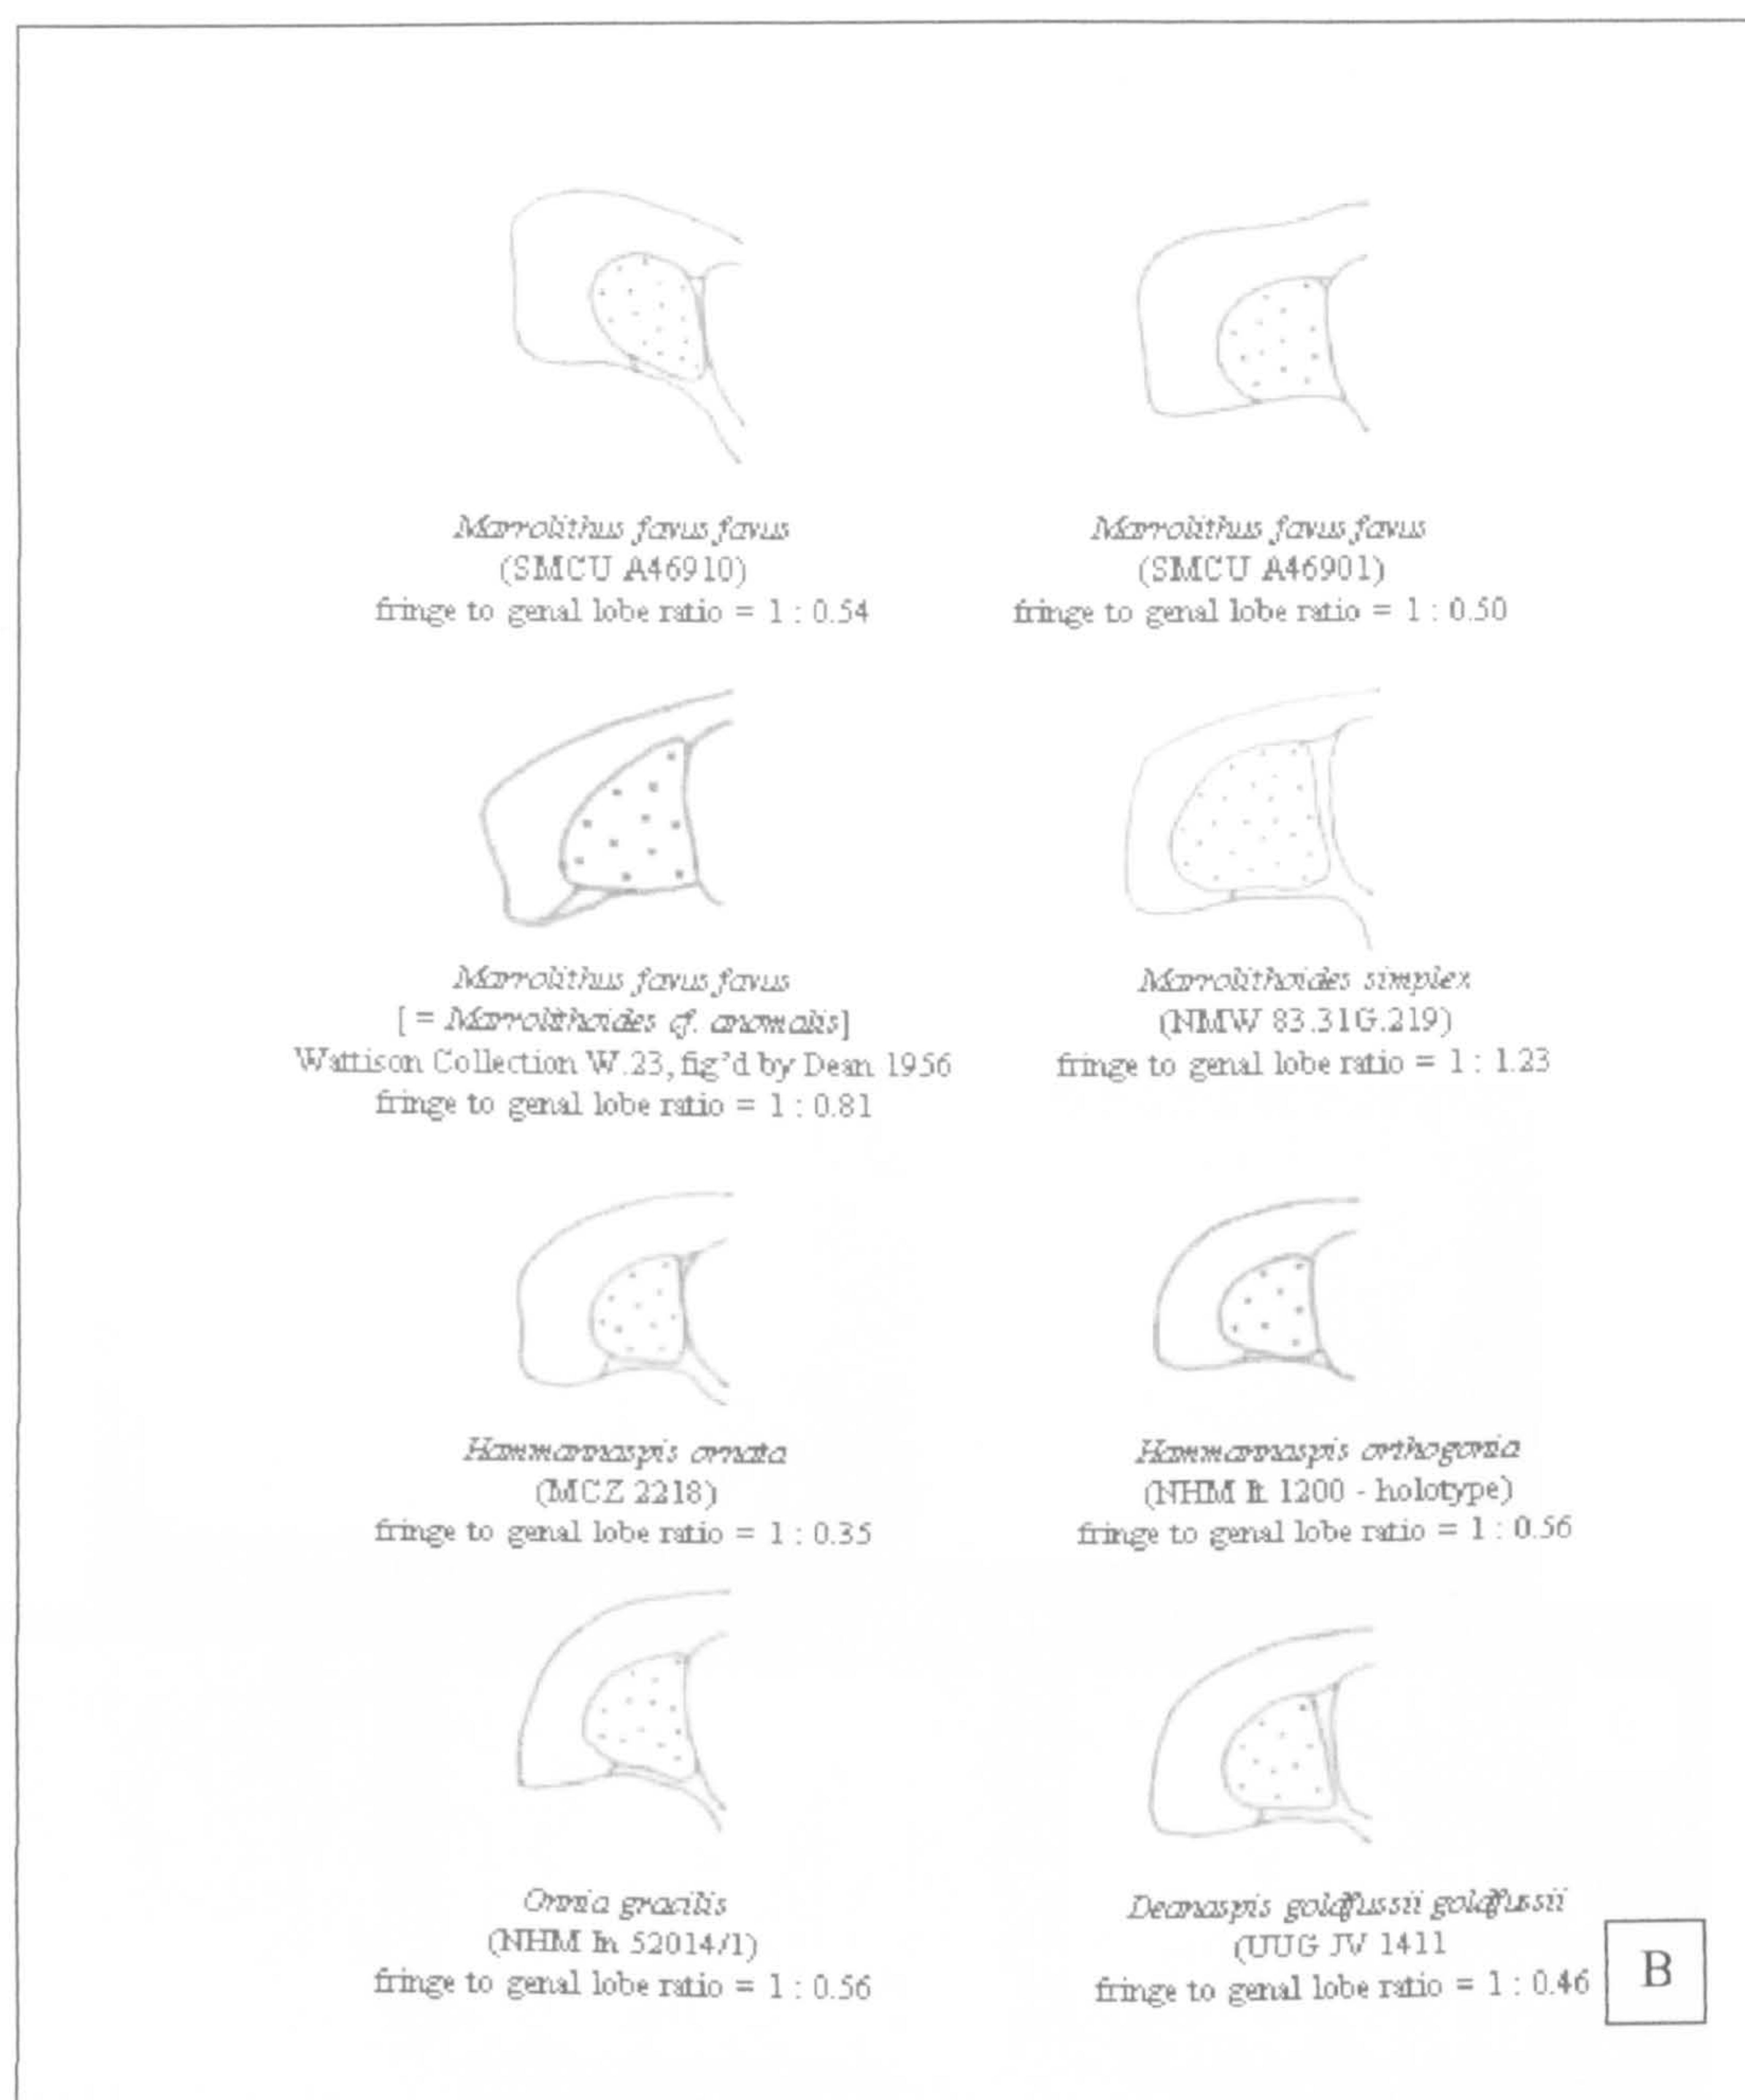 Marrolithus favus favus
(SMCU A46910)
fringe to genal lobe ratio = 1 : 0.54
Marrolithus favus favus
(SMCU A46901)
fringe to genal lobe ratio = 1 : 0.50
Marrolithus favus favus
[ = Marrolithoides cf. anomalis]
Wattison Collection W.23, fig'd by Dean 1956
fringe to genal lobe ratio = 1 : 0.81
Marrolithoides simplex
(NMW 83.31G.219)
fringe to genal lobe ratio = 1 : 1.23
Hammannaspis ornata
(MCZ 2218)
fringe to genal lobe ratio = 1 : 0.35
Hammannaspis orthogonia
(NHM It 1200 - holotype)
fringe to genal lobe ratio = 1 : 0.56
Onnia gracilis
(NHM In 52014/1)
fringe to genal lobe ratio = 1 : 0.56
Deanaspis goldfussii goldfussii
(UUG JV 1411
fringe to genal lobe ratio = 1 : 0.46
B